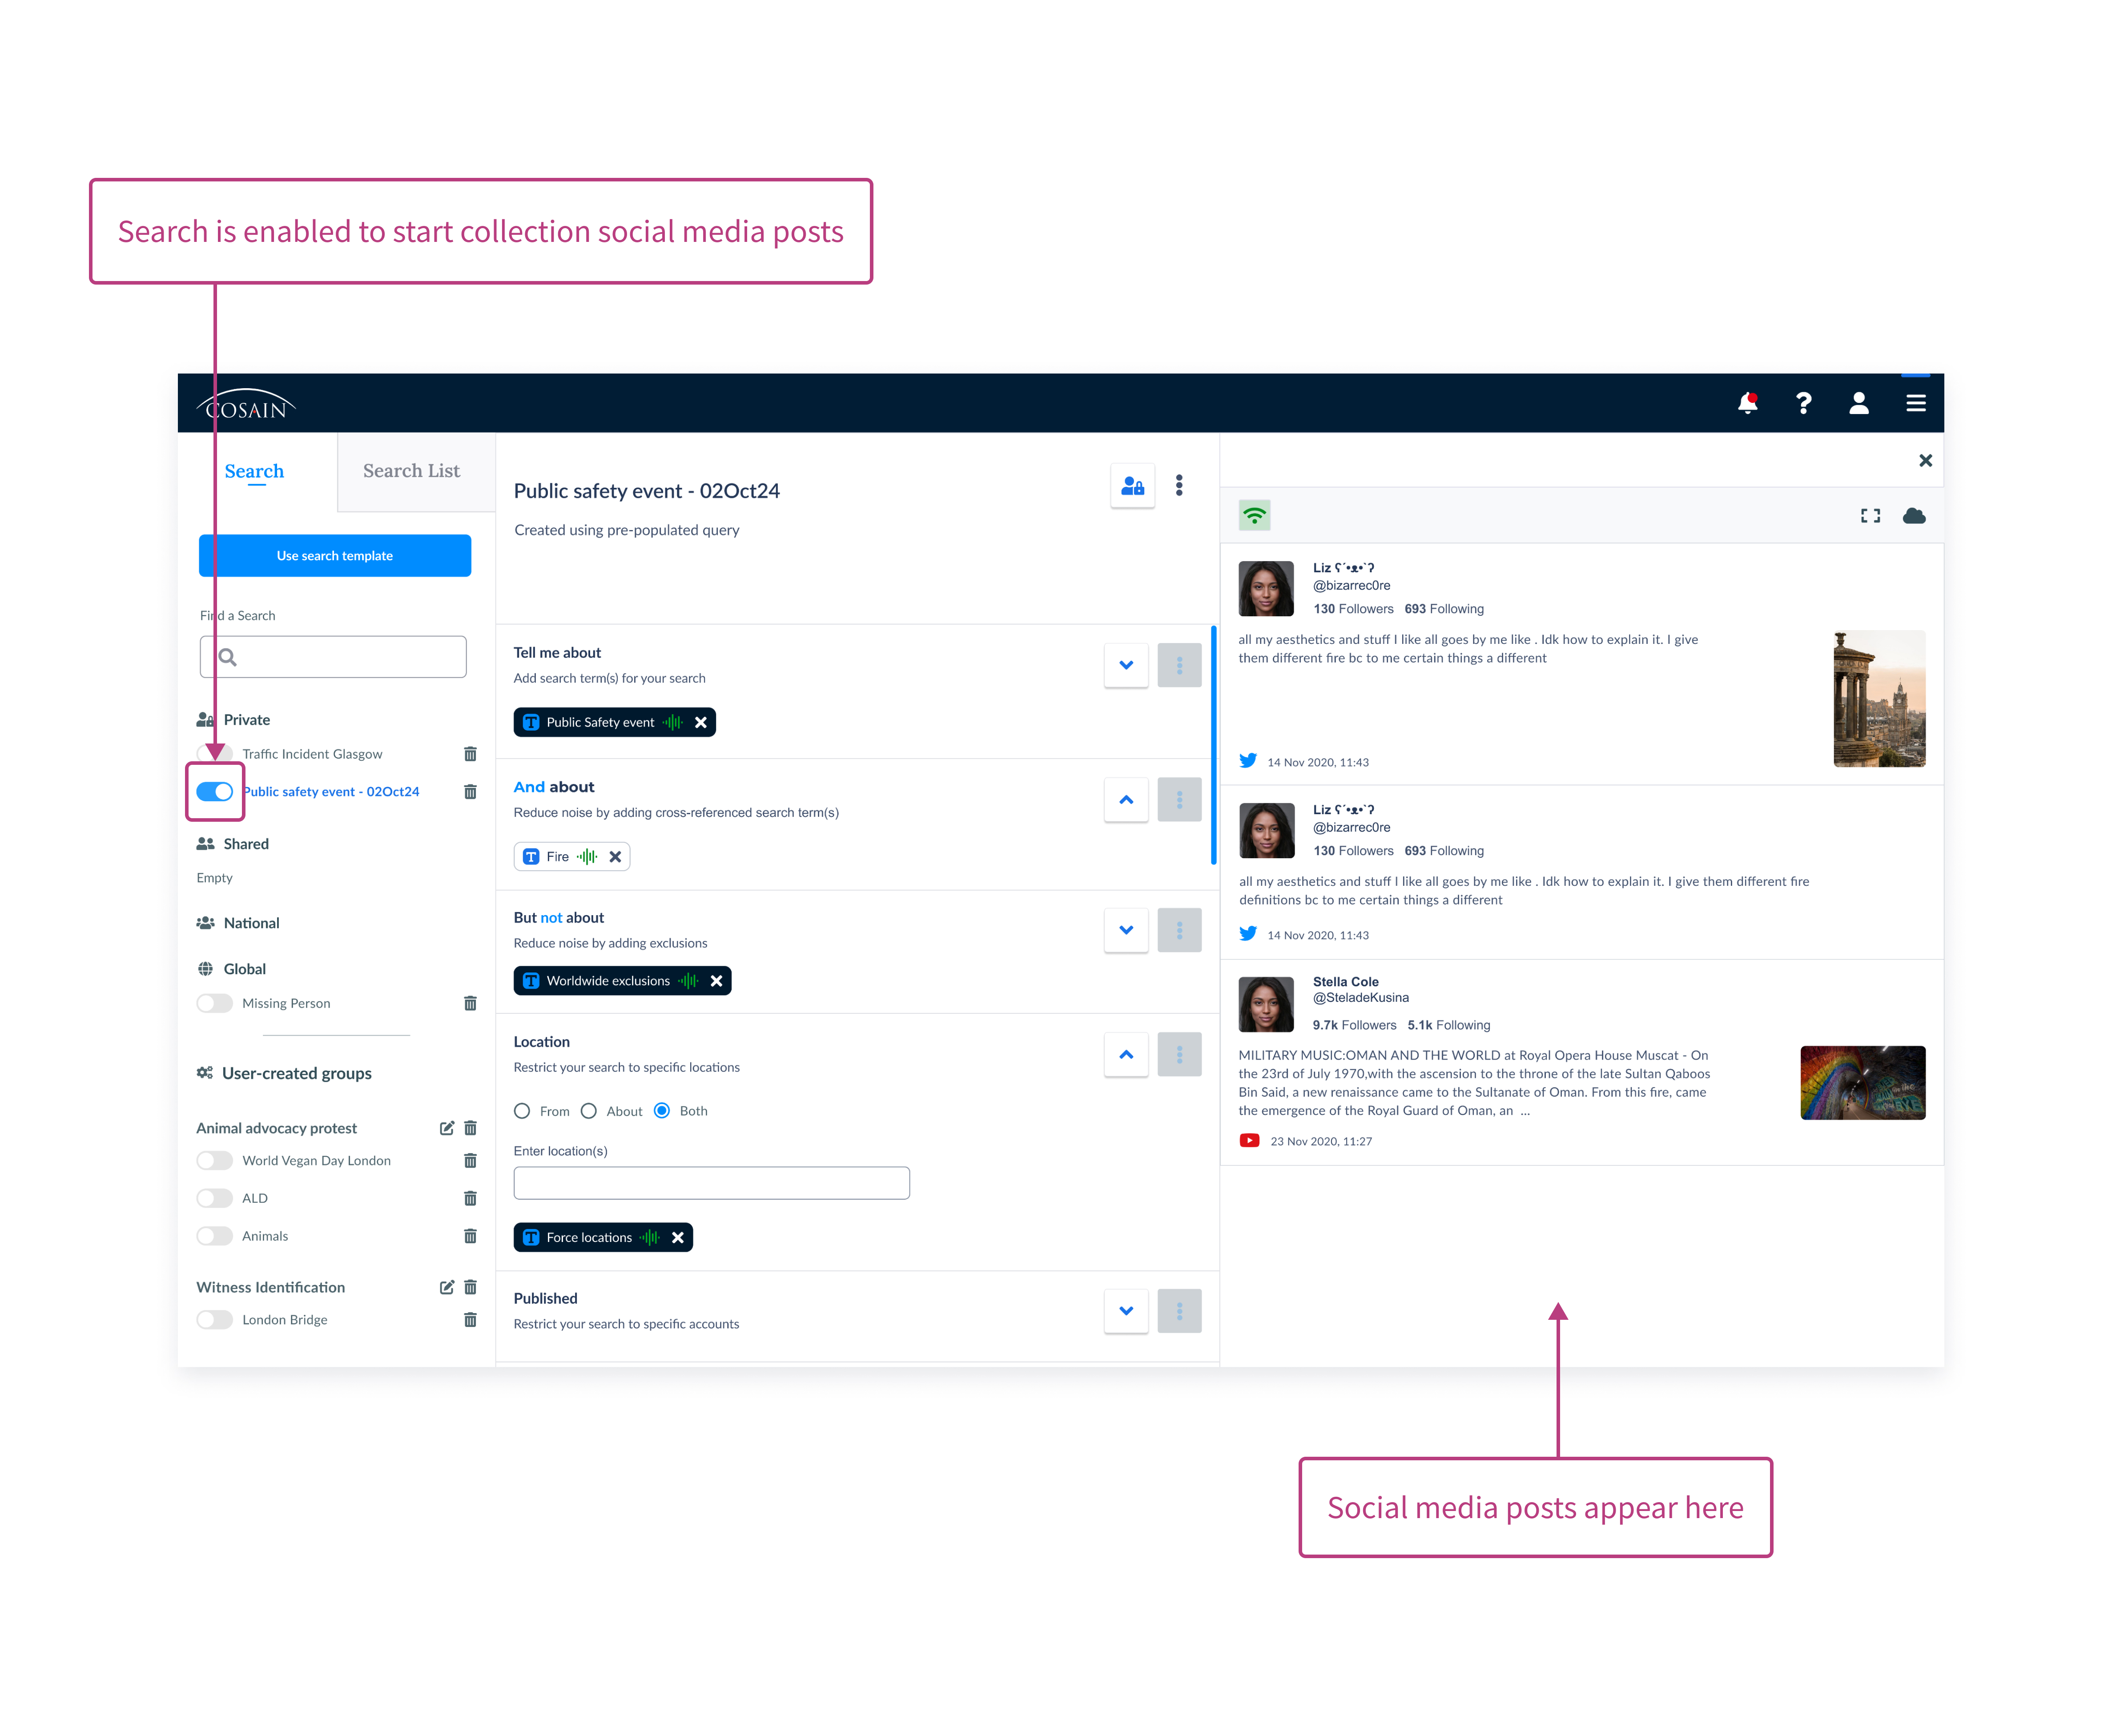 Search is enabled to start collection social media posts
COSAIN
Search
Search List
Use search template
Find a Search
Private
Traffic Incident Glasgow
Public safety event - 02Oct24
Shared
Empty
National
Global
Missing Person
User-created groups
Animal advocacy protest
World Vegan Day London
ALD
Animals
Witness Identification
London Bridge
Public safety event - 02Oct24
Created using pre-populated query
Tell me about
Add search term(s) for your search
T Public Safety event
And about
Reduce noise by adding cross-referenced search term(s)
T Fire
But not about
Reduce noise by adding exclusions
T Worldwide exclusions
Location
Restrict your search to specific locations
From About Both
Enter location(s)
T Force locations
Published
Restrict your search to specific accounts
Liz ʕ´•ᴥ•`ʔ
@bizarrec0re
130 Followers 693 Following
all my aesthetics and stuff I like all goes by me like . Idk how to explain it. I give
them different fire bc to me certain things a different
14 Nov 2020, 11:43
Liz ʕ´•ᴥ•`ʔ
@bizarrec0re
130 Followers 693 Following
all my aesthetics and stuff I like all goes by me like . Idk how to explain it. I give them different fire
definitions bc to me certain things a different
14 Nov 2020, 11:43
Stella Cole
@SteladeKusina
9.7k Followers 5.1k Following
MILITARY MUSIC:OMAN AND THE WORLD at Royal Opera House Muscat - On
the 23rd of July 1970,with the ascension to the throne of the late Sultan Qaboos
Bin Said, a new renaissance came to the Sultanate of Oman. From this fire, came
the emergence of the Royal Guard of Oman, an ...
23 Nov 2020, 11:27
Social media posts appear here